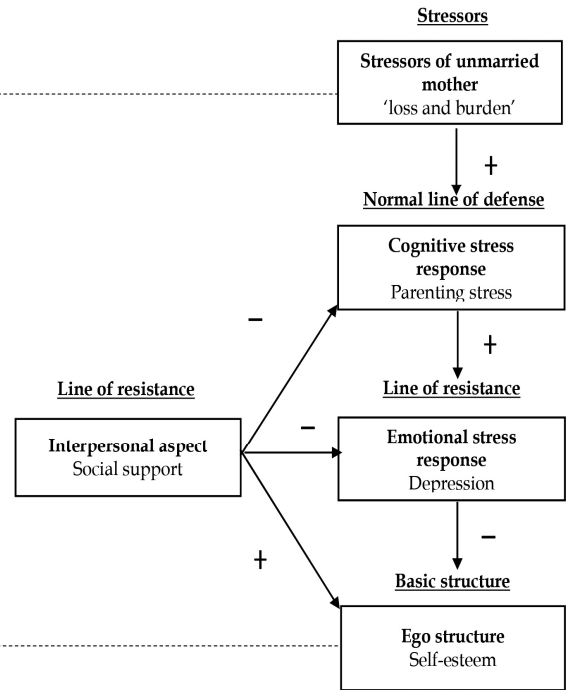 Stressors
Stressors of unmarried
mother
‘loss and burden’
+
Normal line of defense
Cognitive stress
response
Parenting stress
−
+
Line of resistance
Line of resistance
Interpersonal aspect
Social support
−
Emotional stress
response
Depression
−
+
Basic structure
Ego structure
Self-esteem